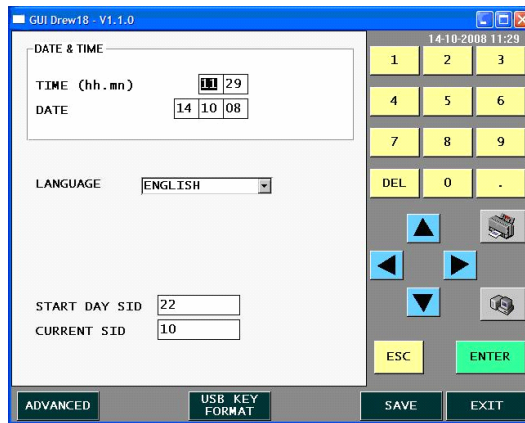 GUI Drew18 - V1.1.0
14-10-2008 11:29
DATE & TIME
TIME (hh.mn) 11 29
DATE 14 10 08
LANGUAGE ENGLISH
START DAY SID 22
CURRENT SID 10
1 2 3
4 5 6
7 8 9
DEL 0 .
ESC ENTER
ADVANCED
USB KEY
FORMAT
SAVE
EXIT